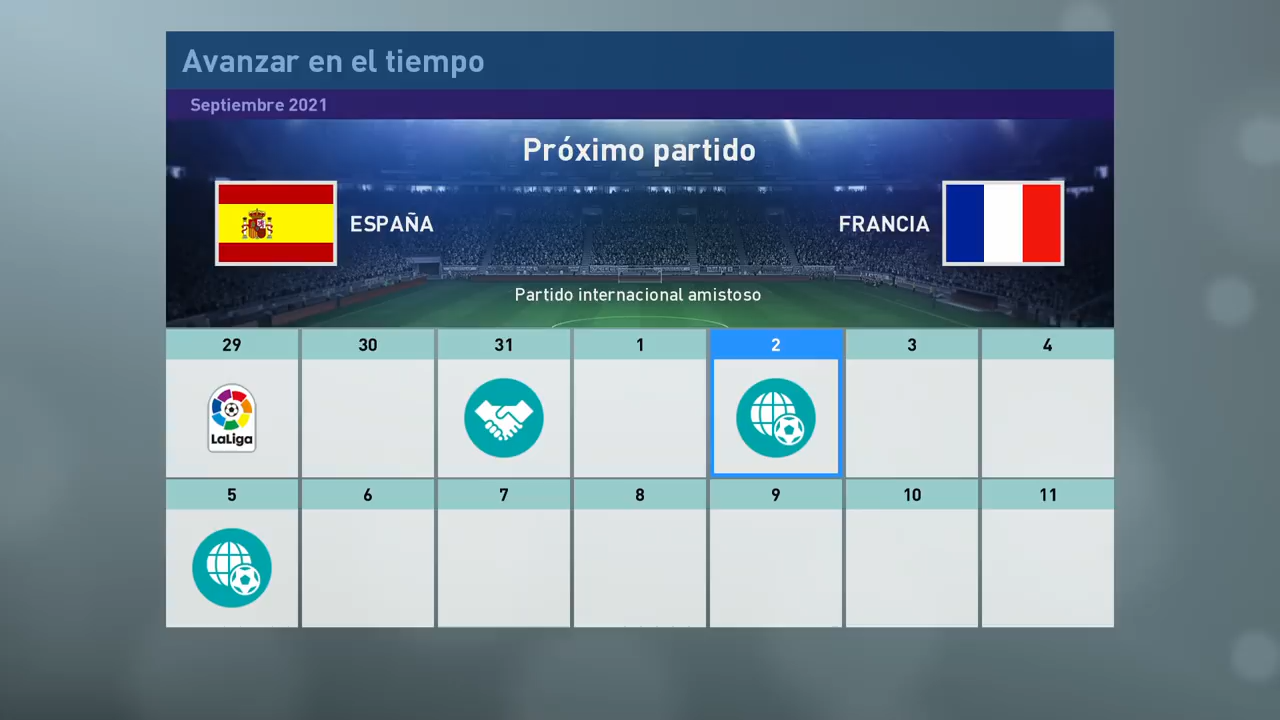 Avanzar en el tiempo
Septiembre 2021
Próximo partido
ESPAÑA
FRANCIA
Partido internacional amistoso
29 30 31 1 2 3 4
LaLiga
5 6 7 8 9 10 11